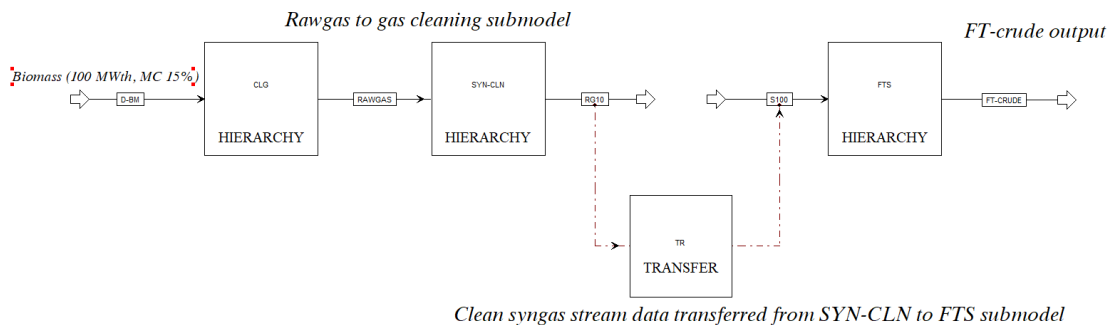 Rawgas to gas cleaning submodel
FT-crude output
Biomass (100 MWth, MC 15%)
CLG
SYN-CLN
FTS
D-BM
RAWGAS
RG10
S100
FT-CRUDE
HIERARCHY
HIERARCHY
HIERARCHY
TR
TRANSFER
Clean syngas stream data transferred from SYN-CLN to FTS submodel